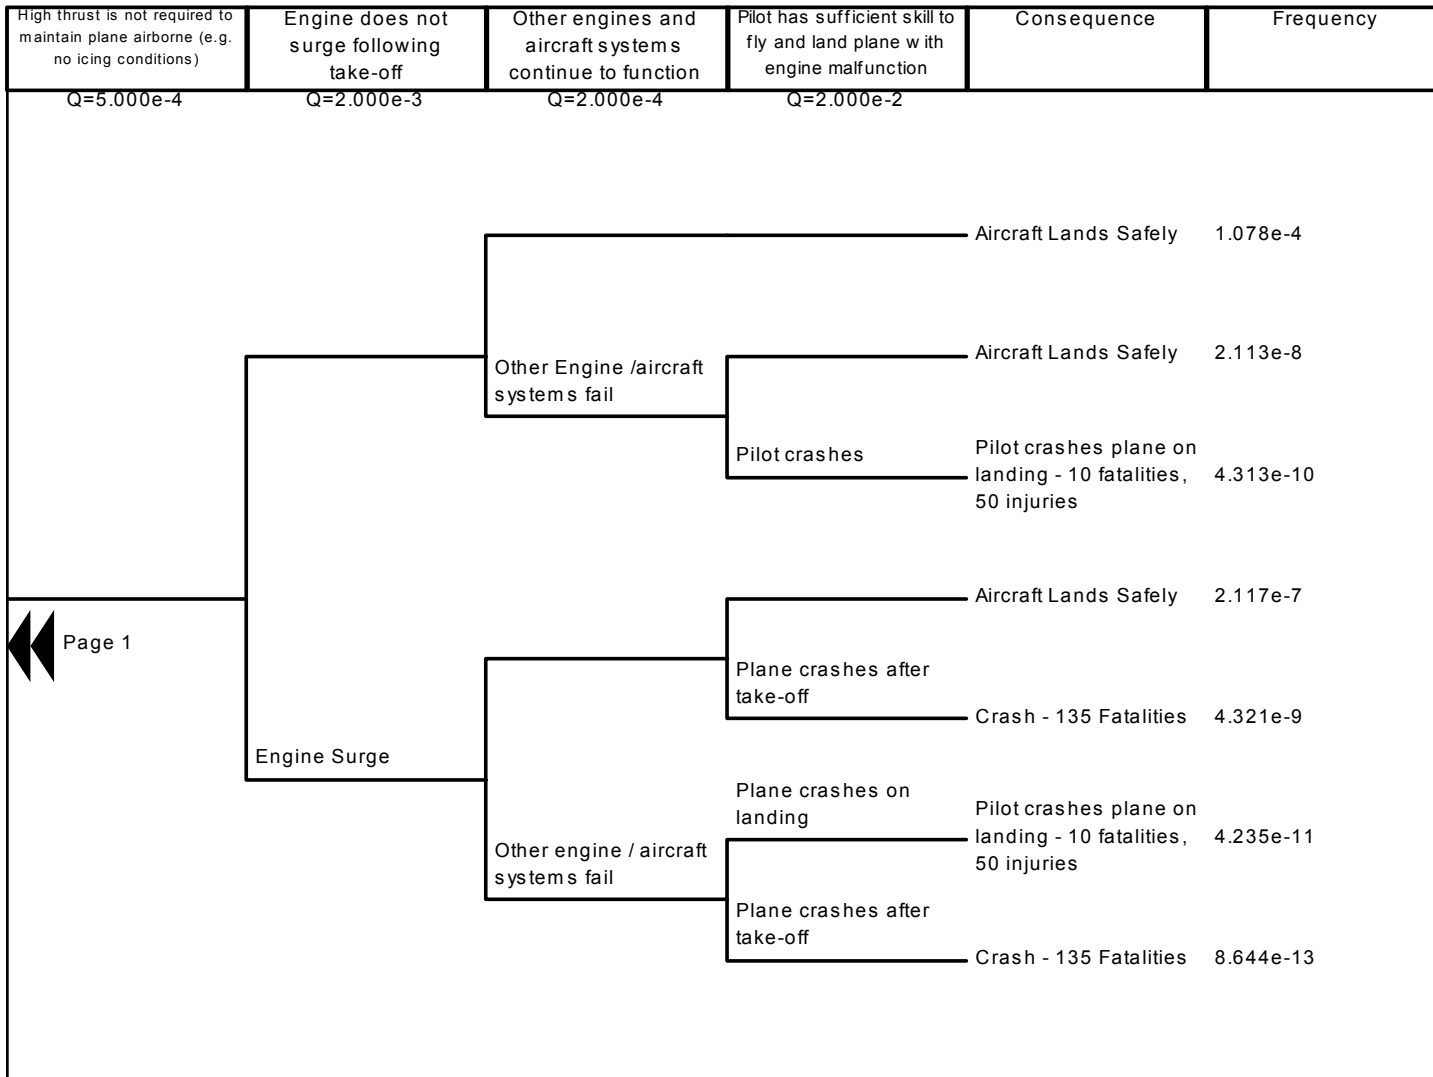 High thrust is not required to
maintain plane airborne (e.g.
no icing conditions)
Engine does not
surge following
take-off
Other engines and
aircraft systems
continue to function
Pilot has sufficient skill to
fly and land plane with
engine malfunction
Consequence
Frequency
Q=5.000e-4
Q=2.000e-3
Q=2.000e-4
Q=2.000e-2
Aircraft Lands Safely
1.078e-4
Other Engine /aircraft
systems fail
Aircraft Lands Safely
2.113e-8
Pilot crashes
Pilot crashes plane on
landing - 10 fatalities,
50 injuries
4.313e-10
Page 1
Aircraft Lands Safely
2.117e-7
Plane crashes after
take-off
Crash - 135 Fatalities
4.321e-9
Engine Surge
Plane crashes on
landing
Pilot crashes plane on
landing - 10 fatalities,
50 injuries
4.235e-11
Other engine / aircraft
systems fail
Plane crashes after
take-off
Crash - 135 Fatalities
8.644e-13